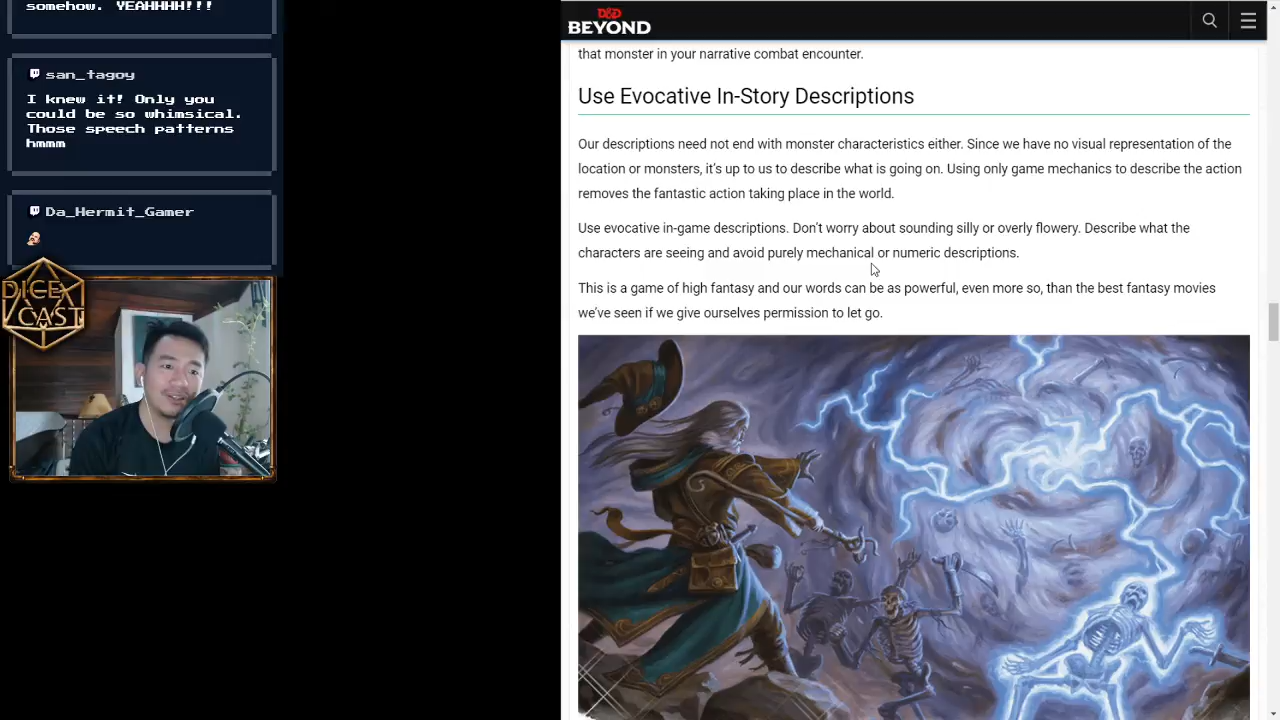 somehow. YEAHHHH!!!
san_tagoy
I knew it! Only you
could be so whimsical.
Those speech patterns
hmmm
Da_Hermit_Gamer
DICE
CAST
D&D
BEYOND
that monster in your narrative combat encounter.
Use Evocative In-Story Descriptions
Our descriptions need not end with monster characteristics either. Since we have no visual representation of the
location or monsters, it's up to us to describe what is going on. Using only game mechanics to describe the action
removes the fantastic action taking place in the world.
Use evocative in-game descriptions. Don't worry about sounding silly or overly flowery. Describe what the
characters are seeing and avoid purely mechanical or numeric descriptions.
This is a game of high fantasy and our words can be as powerful, even more so, than the best fantasy movies
we've seen if we give ourselves permission to let go.